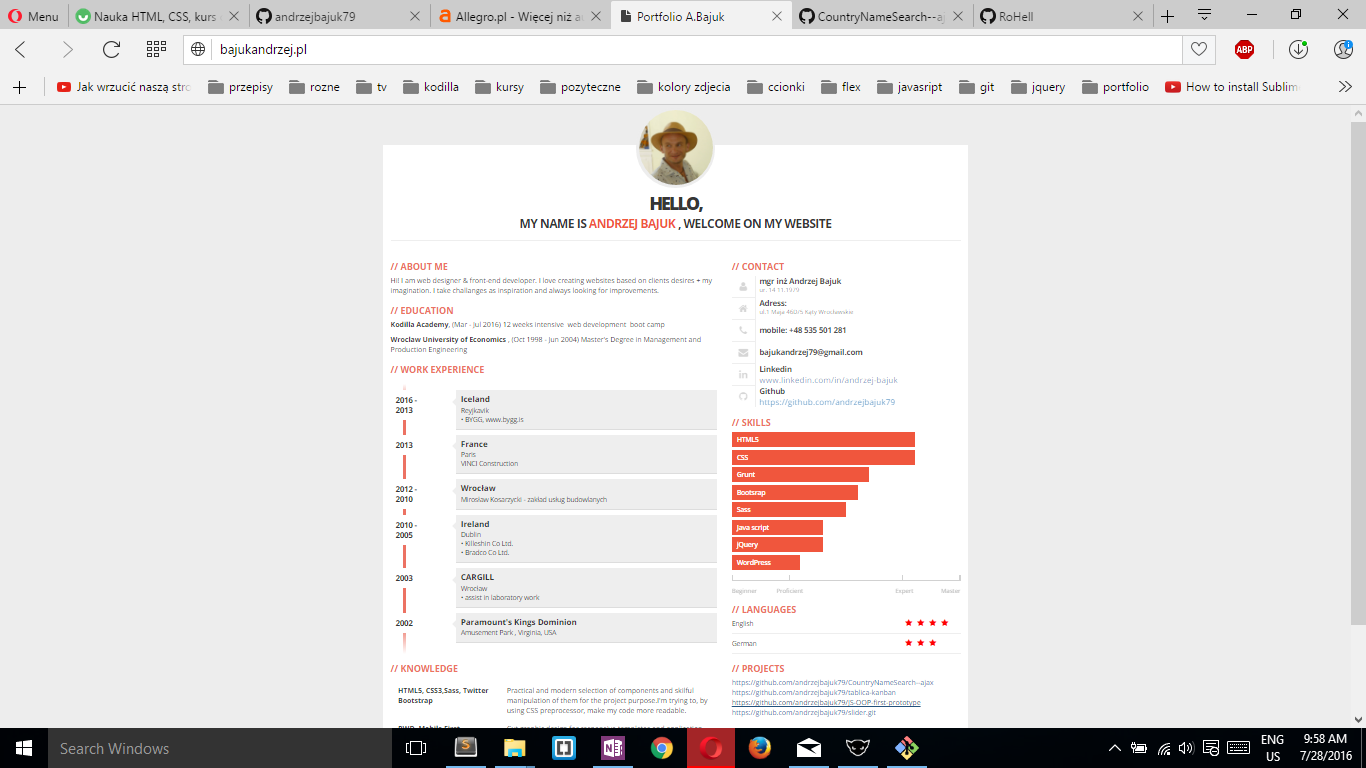 Menu
Nauka HTML, CSS, kurs
andrzejbajuk79
Allegro.pl - Więcej niż au
Portfolio A.Bajuk
CountryNameSearch--aj
RoHell
bajukandrzej.pl
ABP
Jak wrzucić naszą stro
przepisy
rozne
tv
kodilla
kursy
pozyteczne
kolory zdjecia
ccionki
flex
javasript
git
jquery
portfolio
How to install Sublim
HELLO,
MY NAME IS ANDRZEJ BAJUK , WELCOME ON MY WEBSITE
// ABOUT ME
Hi! I am web designer & front-end developer. I love creating websites based on clients desires + my
imagination. I take challanges as inspiration and always looking for improvements.
// EDUCATION
Kodilla Academy, (Mar - Jul 2016) 12 weeks intensive web development boot camp
Wroclaw University of Economics , (Oct 1998 - Jun 2004) Master's Degree in Management and
Production Engineering
// WORK EXPERIENCE
2016 -
2013
Iceland
Reyjkavik
• BYGG, www.bygg.is
2013
France
Paris
VINCI Construction
2012 -
2010
Wrocław
Mirosław Kosarzycki - zakład usług budowlanych
2010 -
2005
Ireland
Dublin
• Killeshin Co Ltd.
• Bradco Co Ltd.
2003
CARGILL
Wrocław
• assist in laboratory work
2002
Paramount's Kings Dominion
Amusement Park , Virginia, USA
// KNOWLEDGE
HTML5, CSS3,Sass, Twitter
Bootstrap
Practical and modern selection of components and skilful
manipulation of them for the project purpose.I'm trying to, by
using CSS preprocessor, make my code more readable.
// CONTACT
mgr inż Andrzej Bajuk
ur. 14.11.1979
Adress:
ul.1 Maja 46D/5 Kąty Wrocławskie
mobile: +48 535 501 281
bajukandrzej79@gmail.com
Linkedin
www.linkedin.com/in/andrzej-bajuk
Github
https://github.com/andrzejbajuk79
// SKILLS
HTML5
CSS
Grunt
Bootsrap
Sass
Java script
JQuery
WordPress
Beginner Proficient Expert Master
// LANGUAGES
English
German
// PROJECTS
https://github.com/andrzejbajuk79/CountryNameSearch--ajax
https://github.com/andrzejbajuk79/tablica-kanban
https://github.com/andrzejbajuk79/JS-OOP-first-prototype
https://github.com/andrzejbajuk79/slider.git
Search Windows
ENG
US
9:58 AM
7/28/2016